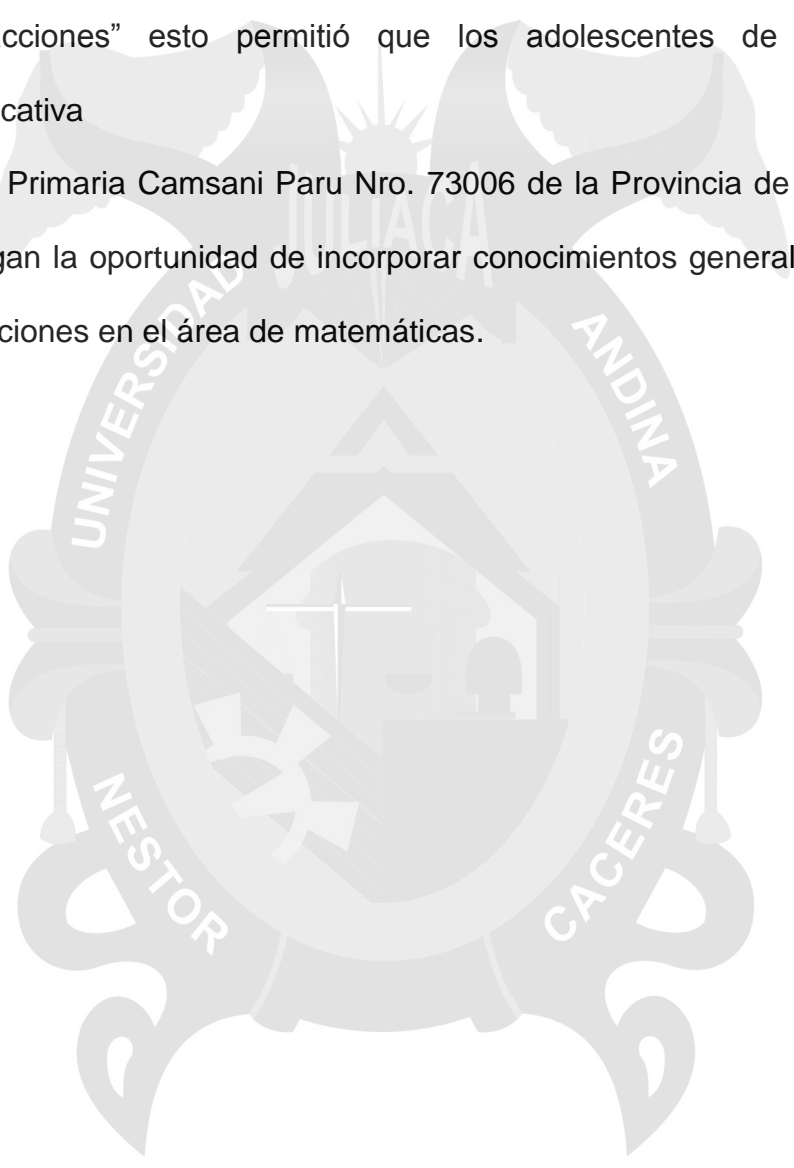 acciones” esto permitió que los adolescentes de
cativa
Primaria Camsani Paru Nro. 73006 de la Provincia de
gan la oportunidad de incorporar conocimientos general
ciones en el área de matemáticas.
JULIACA
UNIVERSIDAD
ANDINA
NESTOR
CACERES